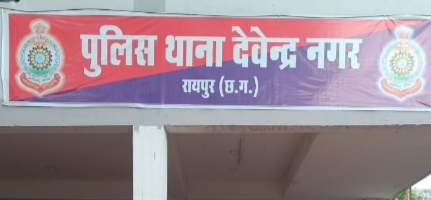 पुलिस थाना देवेन्द्र नगर
रायपुर (छ.ग.)